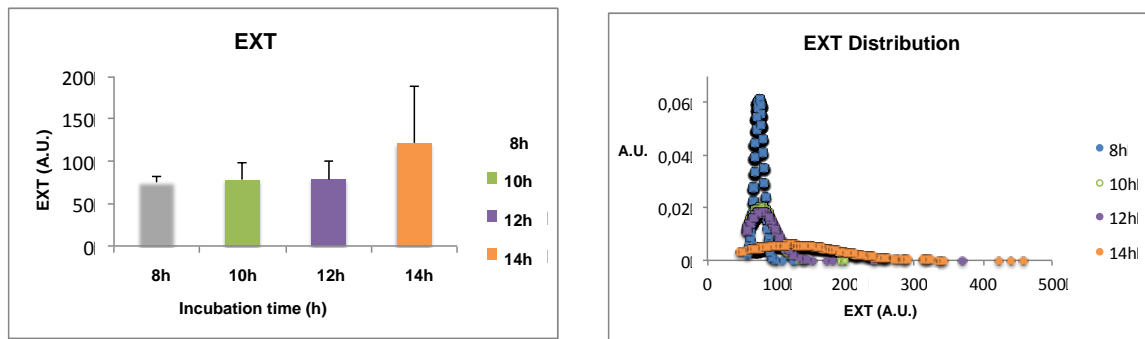 EXT
200
150
100
50
0
EXT (A.U.)
8h
10h
12h
14h
Incubation time (h)
8h
10h
12h
14h
EXT Distribution
A.U.
0,06
0,04
0,02
0
0
100
200
300
400
500
EXT (A.U.)
8h
10h
12h
14h